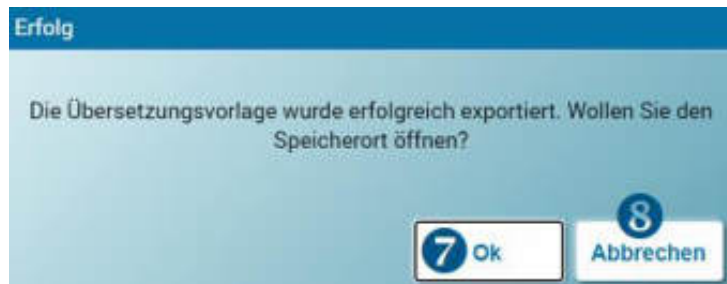 Erfolg
Die Übersetzungsvorlage wurde erfolgreich exportiert. Wollen Sie den
Speicherort öffnen?
8
7 Ok
Abbrechen